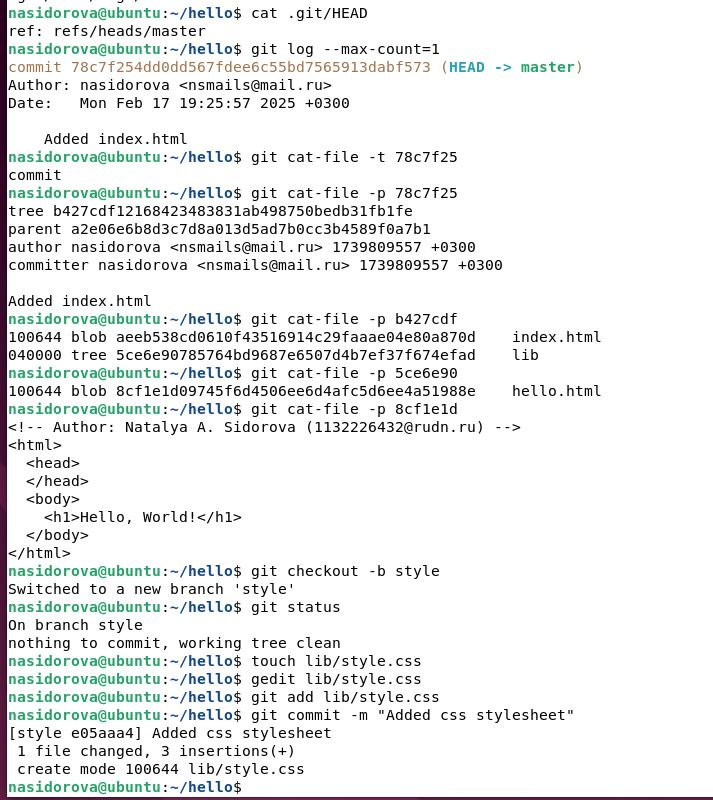 nasidorova@ubuntu:~/hello$ cat .git/HEAD
ref: refs/heads/master
nasidorova@ubuntu:~/hello$ git log --max-count=1
commit 78c7f254dd0dd567fdee6c55bd7565913dabf573 (HEAD -> master)
Author: nasidorova <nsmails@mail.ru>
Date:   Mon Feb 17 19:25:57 2025 +0300

    Added index.html
nasidorova@ubuntu:~/hello$ git cat-file -t 78c7f25
commit
nasidorova@ubuntu:~/hello$ git cat-file -p 78c7f25
tree b427cdf12168423483831ab498750bedb31fb1fe
parent a2e06e6b8d3c7d8a013d5ad7b0cc3b4589f0a7b1
author nasidorova <nsmails@mail.ru> 1739809557 +0300
committer nasidorova <nsmails@mail.ru> 1739809557 +0300

Added index.html
nasidorova@ubuntu:~/hello$ git cat-file -p b427cdf
100644 blob aeeb538cd0610f43516914c29faaae04e80a870d    index.html
040000 tree 5ce6e90785764bd9687e6507d4b7ef37f674efad    lib
nasidorova@ubuntu:~/hello$ git cat-file -p 5ce6e90
100644 blob 8cf1e1d09745f6d4506ee6d4afc5d6ee4a51988e    hello.html
nasidorova@ubuntu:~/hello$ git cat-file -p 8cf1e1d
<!-- Author: Natalya A. Sidorova (1132226432@rudn.ru) -->
<html>
  <head>
  </head>
  <body>
    <h1>Hello, World!</h1>
  </body>
</html>
nasidorova@ubuntu:~/hello$ git checkout -b style
Switched to a new branch 'style'
nasidorova@ubuntu:~/hello$ git status
On branch style
nothing to commit, working tree clean
nasidorova@ubuntu:~/hello$ touch lib/style.css
nasidorova@ubuntu:~/hello$ gedit lib/style.css
nasidorova@ubuntu:~/hello$ git add lib/style.css
nasidorova@ubuntu:~/hello$ git commit -m "Added css stylesheet"
[style e05aaa4] Added css stylesheet
 1 file changed, 3 insertions(+)
 create mode 100644 lib/style.css
nasidorova@ubuntu:~/hello$